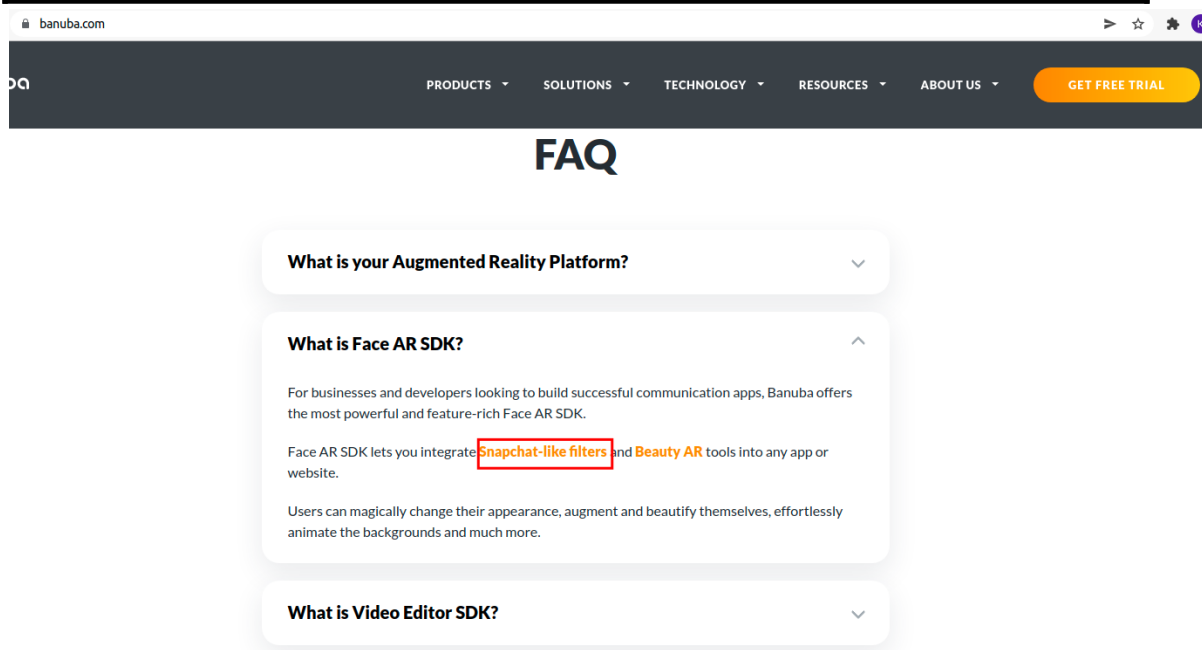 banuba.com
PRODUCTS SOLUTIONS TECHNOLOGY RESOURCES ABOUT US GET FREE TRIAL
FAQ
What is your Augmented Reality Platform?
What is Face AR SDK?
For businesses and developers looking to build successful communication apps, Banuba offers
the most powerful and feature-rich Face AR SDK.
Face AR SDK lets you integrate Snapchat-like filters and Beauty AR tools into any app or
website.
Users can magically change their appearance, augment and beautify themselves, effortlessly
animate the backgrounds and much more.
What is Video Editor SDK?